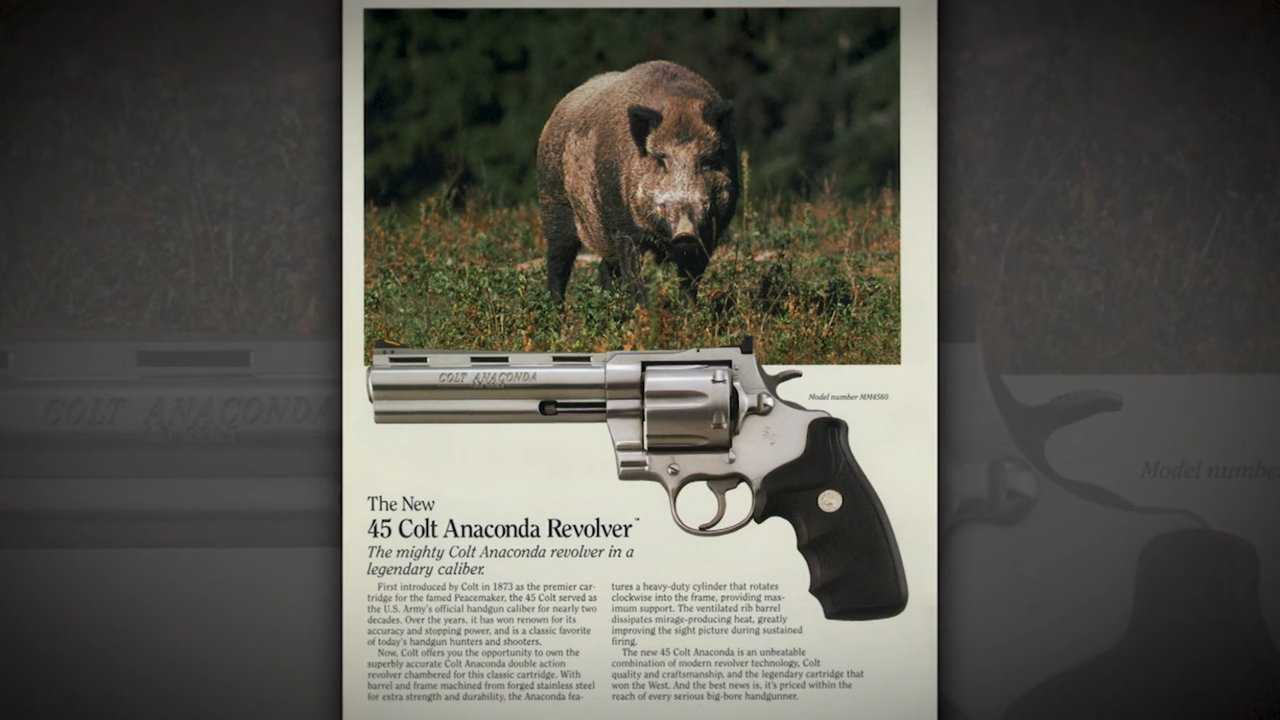 COLT ANACONDA
Model number MM4560
The New
45 Colt Anaconda Revolver™
The mighty Colt Anaconda revolver in a
legendary caliber.
First introduced by Colt in 1873 as the premier car-
tridge for the famed Peacemaker, the 45 Colt served as
the U.S. Army's official handgun caliber for nearly two
decades. Over the years, it has won renown for its
accuracy and stopping power, and is a classic favorite
of today's handgun hunters and shooters.
Now, Colt offers you the opportunity to own the
superbly accurate Colt Anaconda double action
revolver chambered for this classic cartridge. With
barrel and frame machined from forged stainless steel
for extra strength and durability, the Anaconda fea-
tures a heavy-duty cylinder that rotates
clockwise into the frame, providing max-
imum support. The ventilated rib barrel
dissipates mirage-producing heat, greatly
improving the sight picture during sustained
firing.
The new 45 Colt Anaconda is an unbeatable
combination of modern revolver technology, Colt
quality and craftsmanship, and the legendary cartridge that
won the West. And the best news is, it's priced within the
reach of every serious big-bore handgunner.
COLT ANACONDA
Model numbe